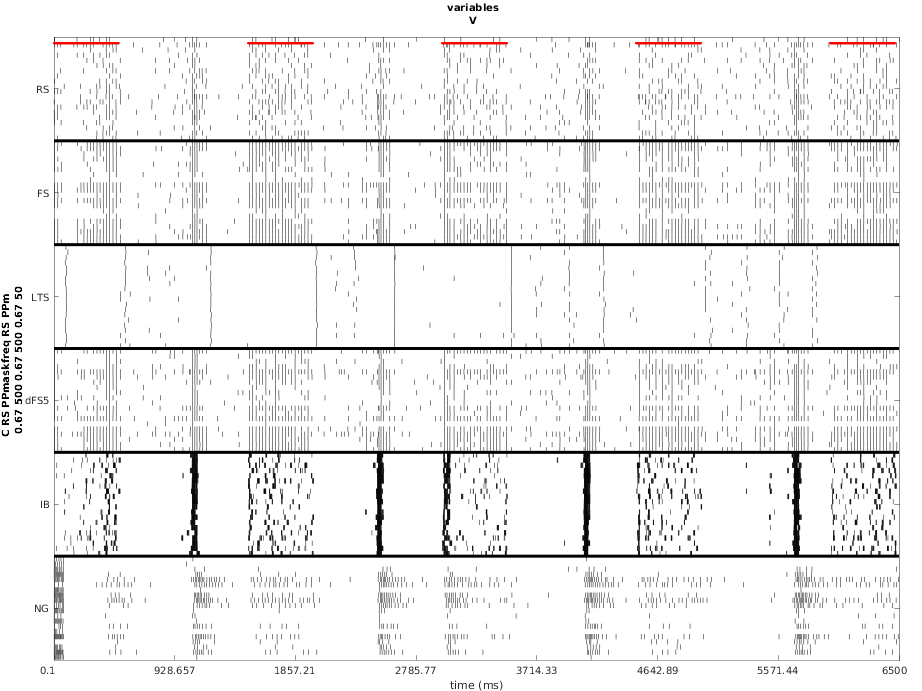 variables
V
RS
FS
LTS
dFS5
IB
NG
C RS PPmaskfreq RS PPm
0.67 500 0.67 500 0.67 50
0.1 928.657 1857.21 2785.77 3714.33 4642.89 5571.44 6500
time (ms)